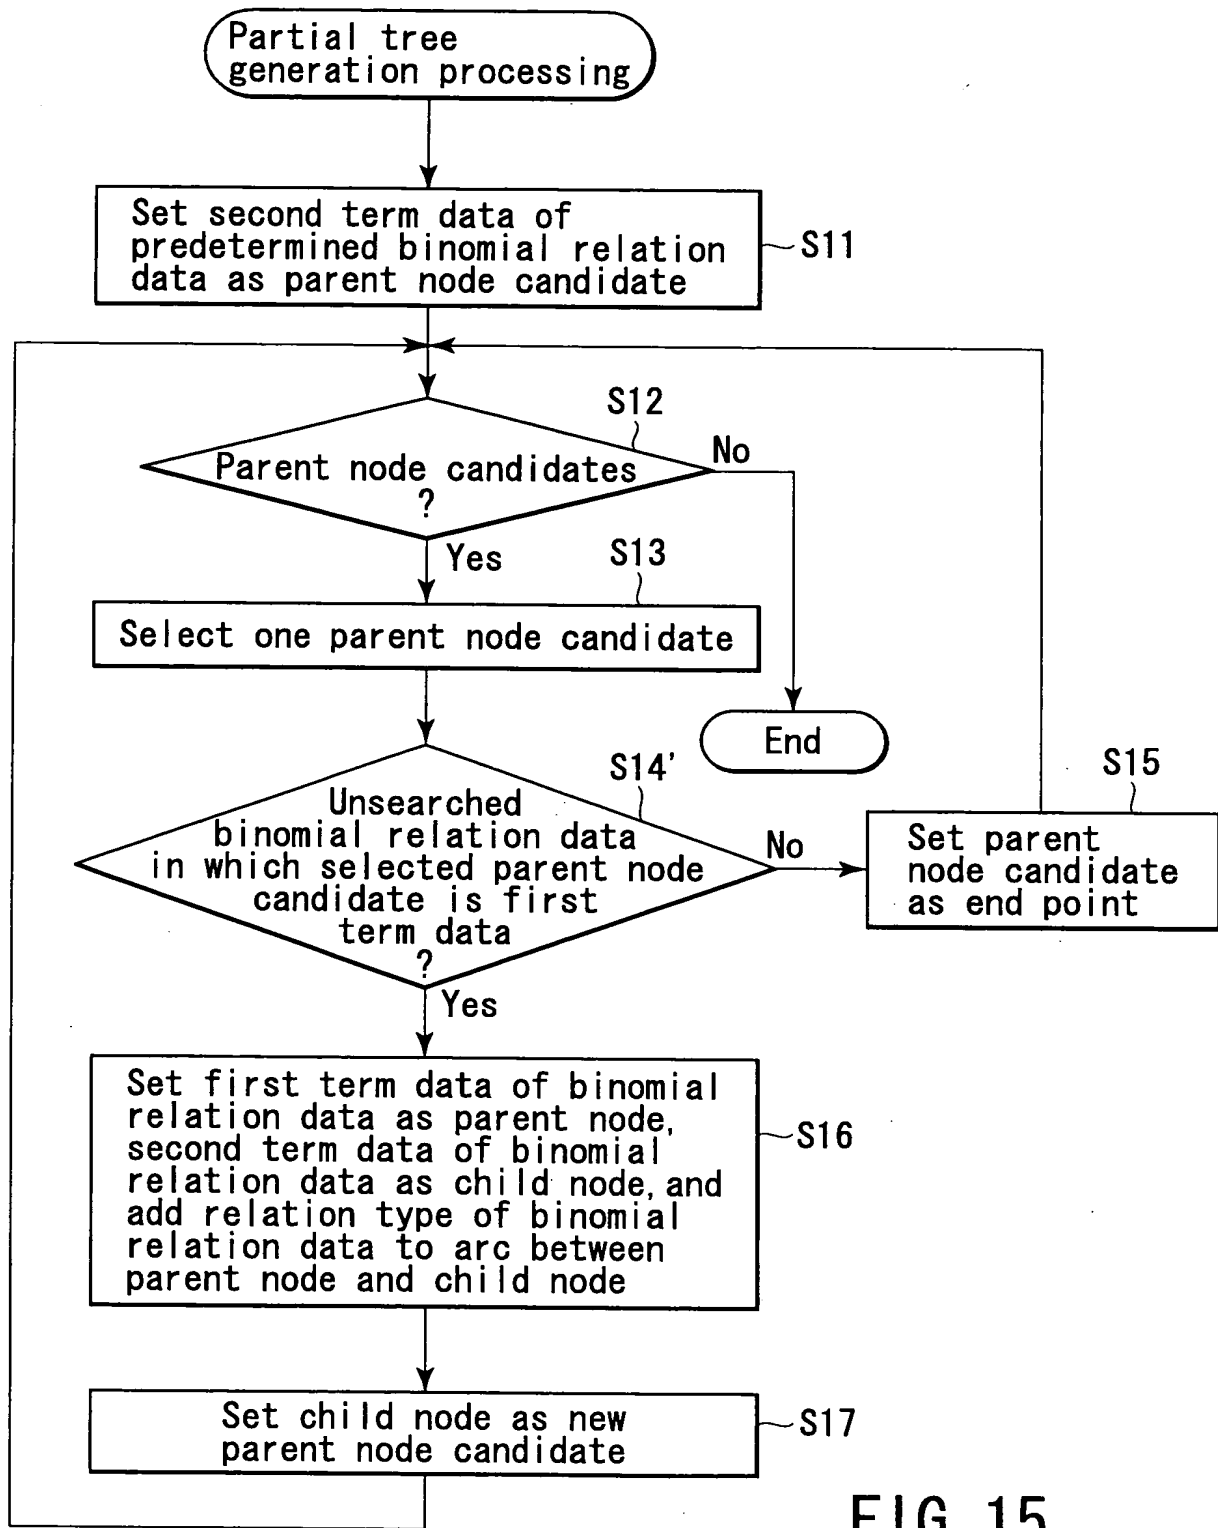 Partial tree
generation processing
Set second term data of
predetermined binomial relation
data as parent node candidate
S11
S12
Parent node candidates
?
No
Yes
S13
Select one parent node candidate
End
S14'
Unsearched
binomial relation data
in which selected parent node
candidate is first
term data
?
No
S15
Set parent
node candidate
as end point
Yes
Set first term data of binomial
relation data as parent node,
second term data of binomial
relation data as child node, and
add relation type of binomial
relation data to arc between
parent node and child node
S16
Set child node as new
parent node candidate
S17
FIG. 15